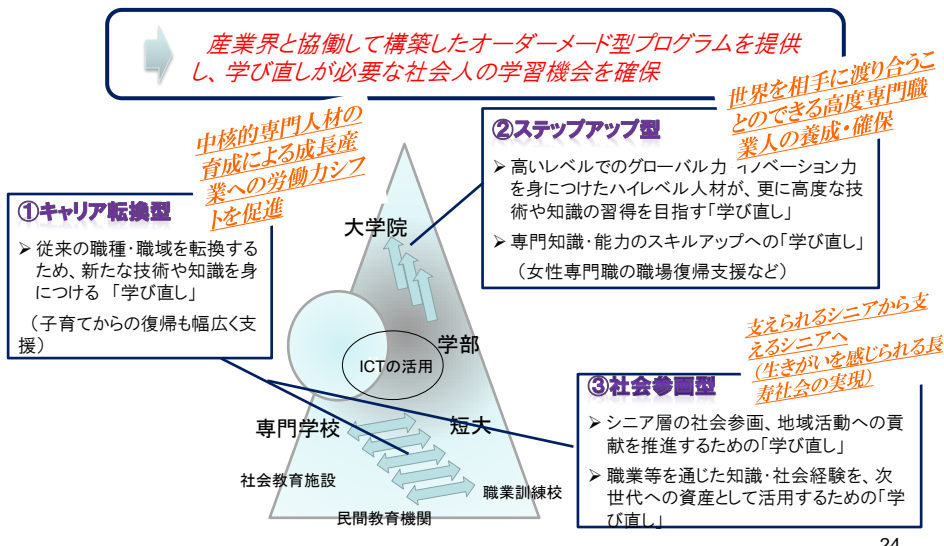 産業界と協働して構築したオーダーメード型プログラムを提供
し、学び直しが必要な社会人の学習機会を確保
中核的専門人材の
育成による成長産
業への労働力シフ
トを促進
①キャリア転換型
➢ 従来の職種・職域を転換する
ため、新たな技術や知識を身
につける 「学び直し」
（子育てからの復帰も幅広く支
援）
世界を相手に渡り合うこ
とのできる高度専門職
業人の養成・確保
②ステップアップ型
➢ 高いレベルでのグローバル力 イノベーション力
を身につけたハイレベル人材が、更に高度な技
術や知識の習得を目指す「学び直し」
➢ 専門知識・能力のスキルアップへの「学び直し」
（女性専門職の職場復帰支援など）
大学院
学部
ICTの活用
専門学校
短大
社会教育施設
職業訓練校
民間教育機関
支えられるシニアから支
えるシニアへ
（生きがいを感じられる長
寿社会の実現）
③社会参画型
➢ シニア層の社会参画、地域活動への貢
献を推進するための「学び直し」
➢ 職業等を通じた知識・社会経験を、次
世代への資産として活用するための「学
び直し」
24